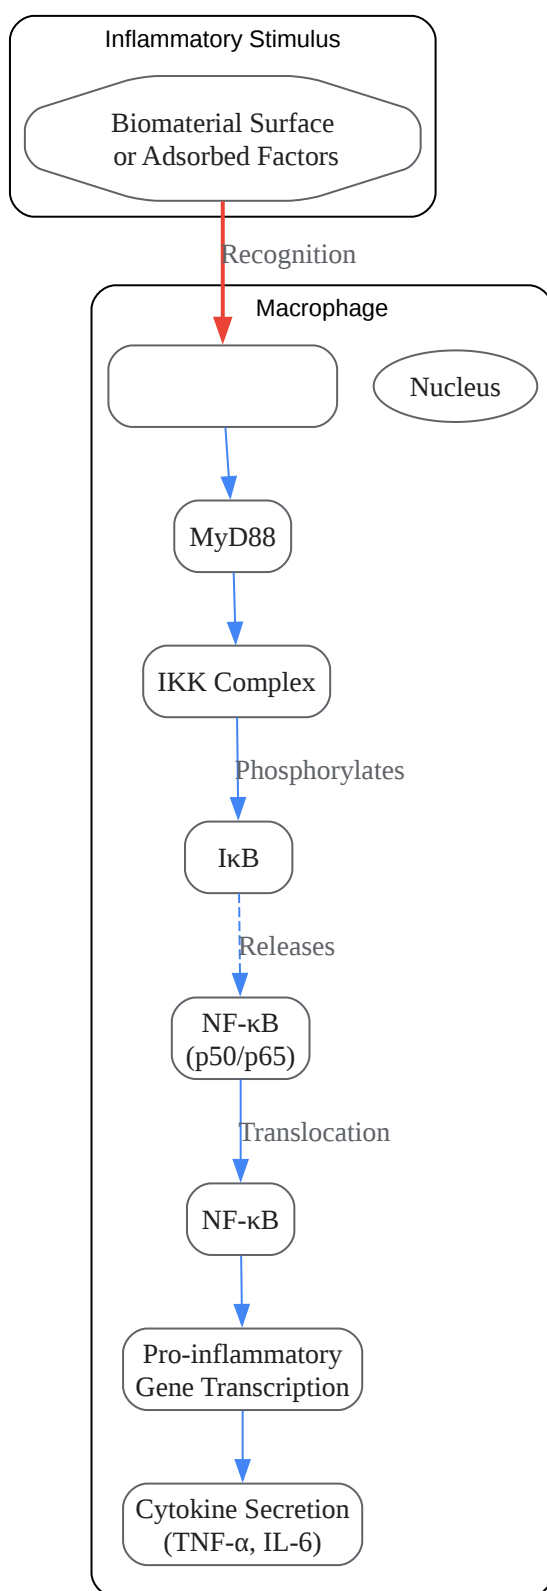 Inflammatory Stimulus
Biomaterial Surface
or Adsorbed Factors
Recognition
Macrophage
Nucleus
MyD88
IKK Complex
Phosphorylates
IκB
Releases
NF-κB
(p50/p65)
Translocation
NF-κB
Pro-inflammatory
Gene Transcription
Cytokine Secretion
(TNF-α, IL-6)